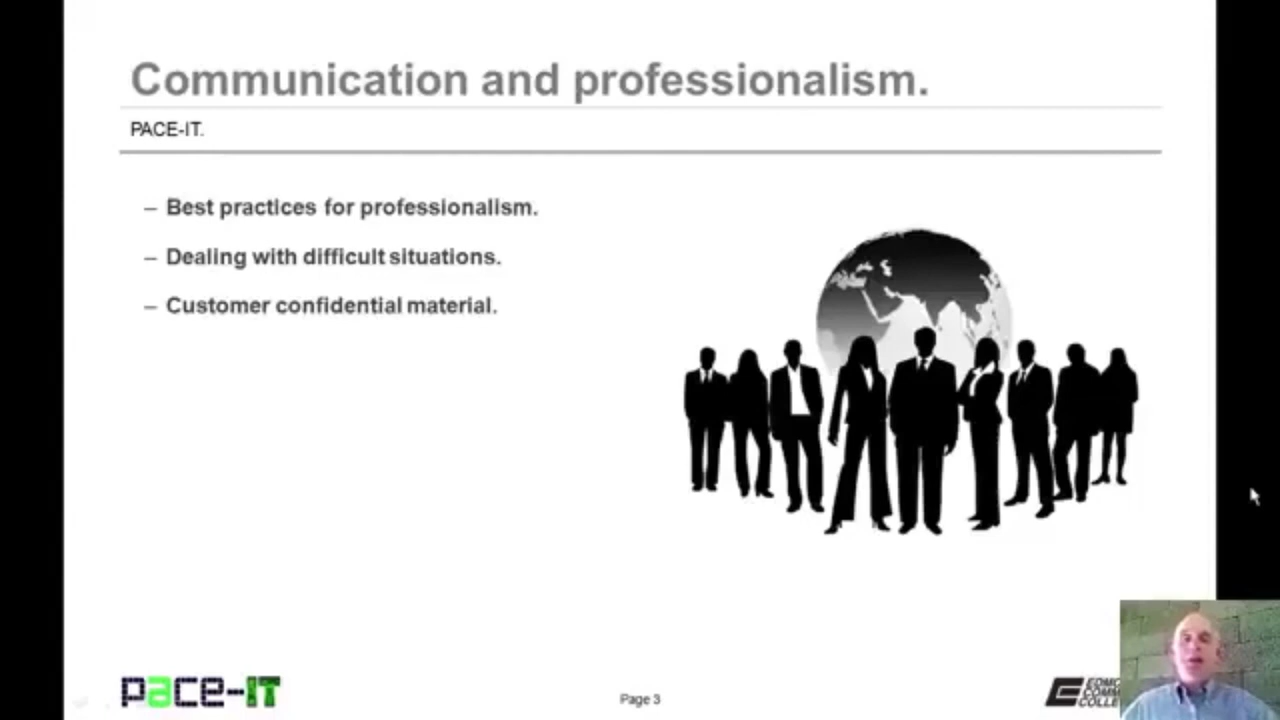 Communication and professionalism.
PACE-IT.
– Best practices for professionalism.
– Dealing with difficult situations.
– Customer confidential material.
pace-IT
Page 3